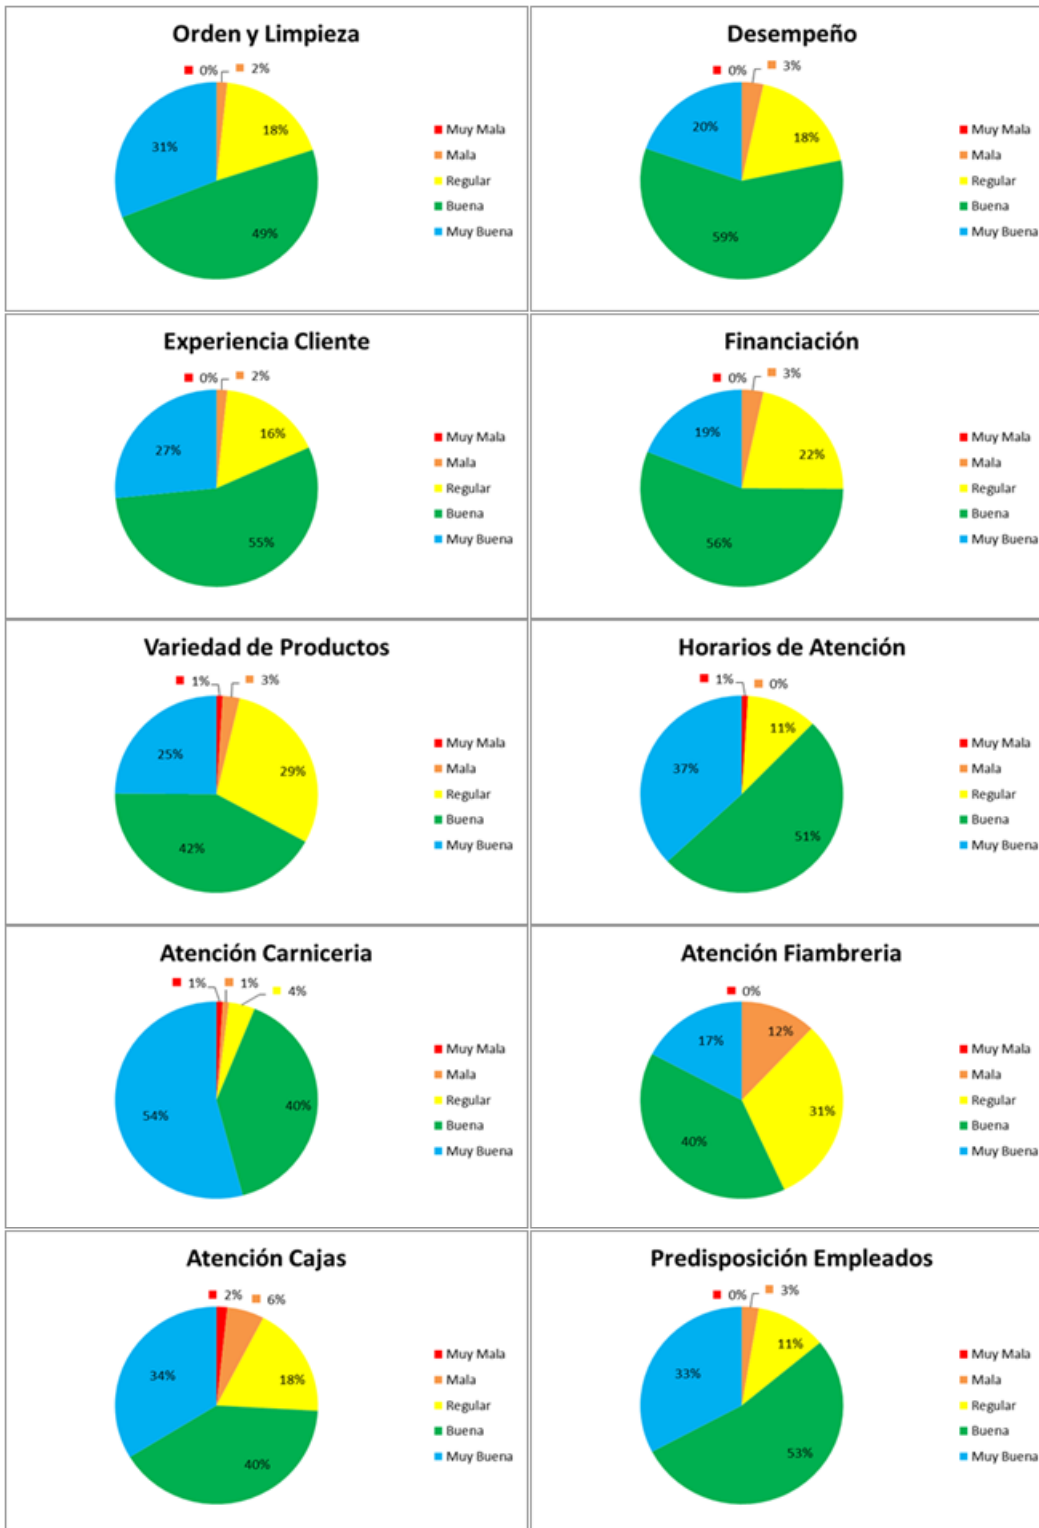 Orden y Limpieza
0% 2%
18%
31%
49%
Muy Mala
Mala
Regular
Buena
Muy Buena
Desempeño
0% 3%
20%
18%
59%
Muy Mala
Mala
Regular
Buena
Muy Buena
Experiencia Cliente
0% 2%
16%
27%
55%
Muy Mala
Mala
Regular
Buena
Muy Buena
Financiación
0% 3%
19%
22%
56%
Muy Mala
Mala
Regular
Buena
Muy Buena
Variedad de Productos
1% 3%
25%
29%
42%
Muy Mala
Mala
Regular
Buena
Muy Buena
Horarios de Atención
1% 0%
11%
37%
51%
Muy Mala
Mala
Regular
Buena
Muy Buena
Atención Carniceria
1% 1% 4%
54%
40%
Muy Mala
Mala
Regular
Buena
Muy Buena
Atención Fiambreria
0%
12%
17%
31%
40%
Muy Mala
Mala
Regular
Buena
Muy Buena
Atención Cajas
2% 6%
34%
18%
40%
Muy Mala
Mala
Regular
Buena
Muy Buena
Predisposición Empleados
0% 3%
11%
33%
53%
Muy Mala
Mala
Regular
Buena
Muy Buena